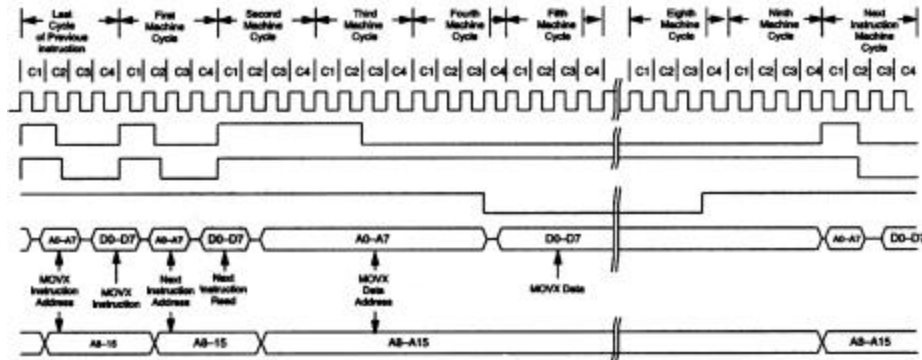 Last Cycle of Previous Instruction
First Machine Cycle
Second Machine Cycle
Third Machine Cycle
Fourth Machine Cycle
Fifth Machine Cycle
Eighth Machine Cycle
Ninth Machine Cycle
Next Instruction Machine Cycle
C1 C2 C3 C4 C1 C2 C3 C4 C1 C2 C3 C4 C1 C2 C3 C4 C1 C2 C3 C4 C1 C2 C3 C4 C1 C2 C3 C4 C1 C2 C3 C4 C1 C2 C3 C4
A0–A7 D0–D7 A0–A7 D0–D7 A0–A7 D0–D7 A0–A7 D0–D7
MOVX Instruction Address
MOVX Instruction
Next Instruction Address
Next Instruction Read
MOVX Data Address
MOVX Data
A8–15 A8–15 A8–A15 A8–A15